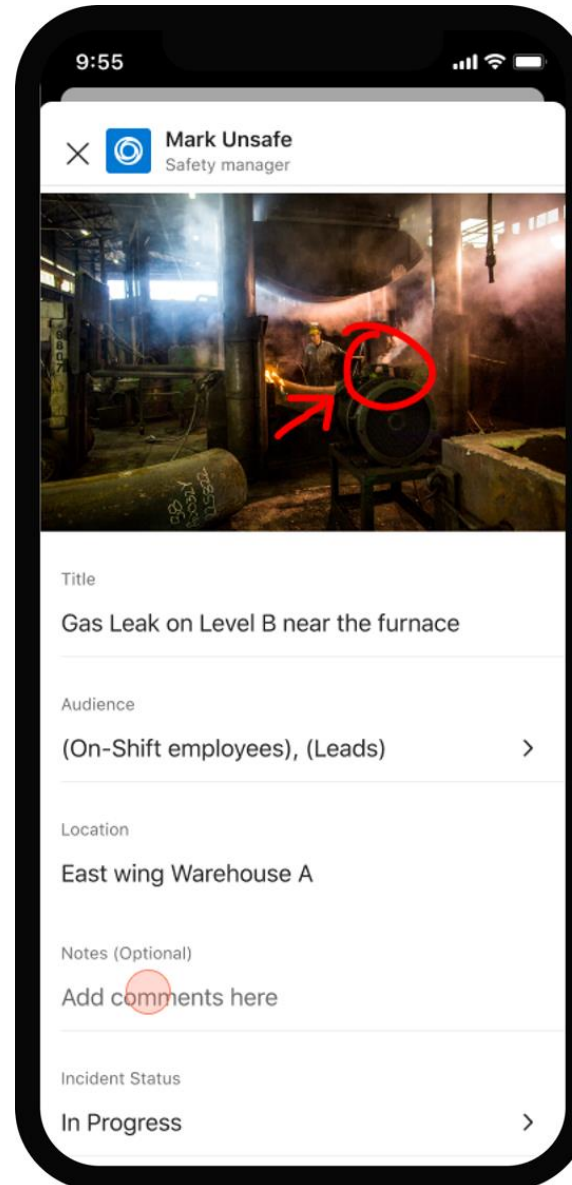 9:55
Mark Unsafe
Safety manager
Title
Gas Leak on Level B near the furnace
Audience
(On-Shift employees), (Leads)
Location
East wing Warehouse A
Notes (Optional)
Add comments here
Incident Status
In Progress